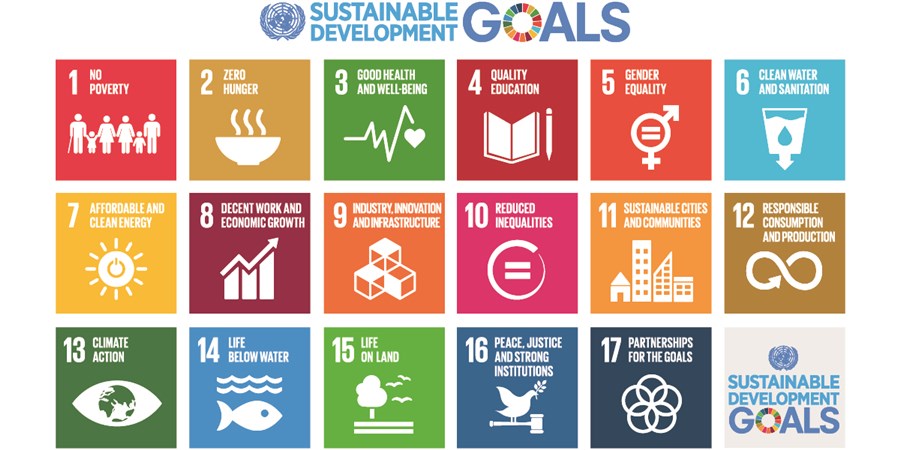 SUSTAINABLE
DEVELOPMENT
GOALS
1 NO
POVERTY
2 ZERO
HUNGER
3 GOOD HEALTH
AND WELL-BEING
4 QUALITY
EDUCATION
5 GENDER
EQUALITY
6 CLEAN WATER
AND SANITATION
7 AFFORDABLE AND
CLEAN ENERGY
8 DECENT WORK AND
ECONOMIC GROWTH
9 INDUSTRY, INNOVATION
AND INFRASTRUCTURE
10 REDUCED
INEQUALITIES
11 SUSTAINABLE CITIES
AND COMMUNITIES
12 RESPONSIBLE
CONSUMPTION
AND PRODUCTION
13 CLIMATE
ACTION
14 LIFE
BELOW WATER
15 LIFE
ON LAND
16 PEACE, JUSTICE
AND STRONG
INSTITUTIONS
17 PARTNERSHIPS
FOR THE GOALS
SUSTAINABLE
DEVELOPMENT
GOALS